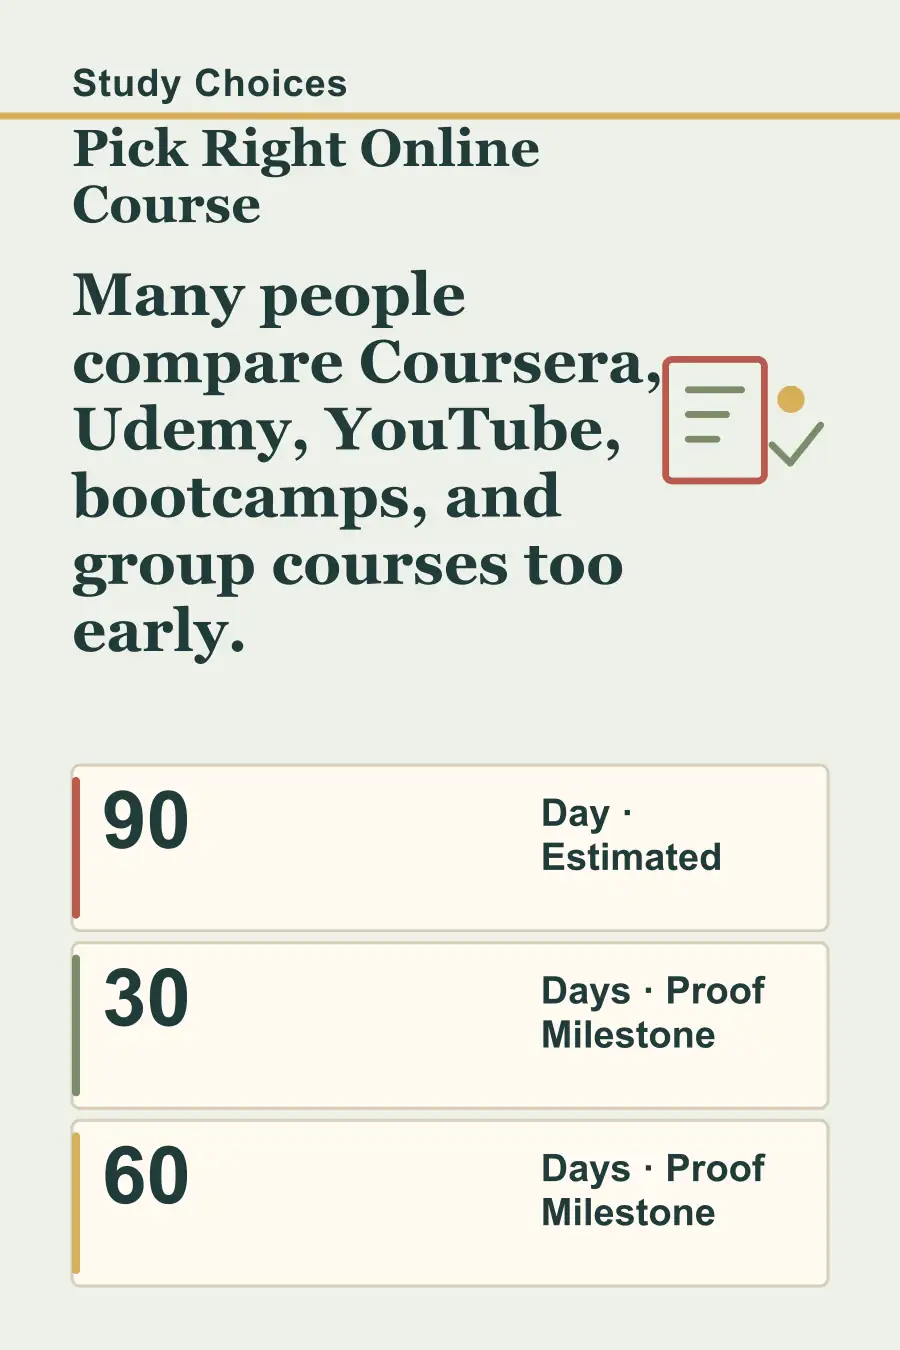 Study Choices
Pick Right Online
Course
Many people
compare Coursera,
Udemy, YouTube,
bootcamps, and
group courses too
early.
90
Day ·
Estimated
30
Days · Proof
Milestone
60
Days · Proof
Milestone